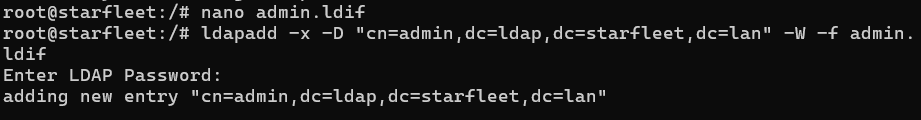 root@starfleet:/# nano admin.ldif
root@starfleet:/# ldapadd -x -D "cn=admin,dc=ldap,dc=starfleet,dc=lan" -W -f admin.
ldif
Enter LDAP Password:
adding new entry "cn=admin,dc=ldap,dc=starfleet,dc=lan"